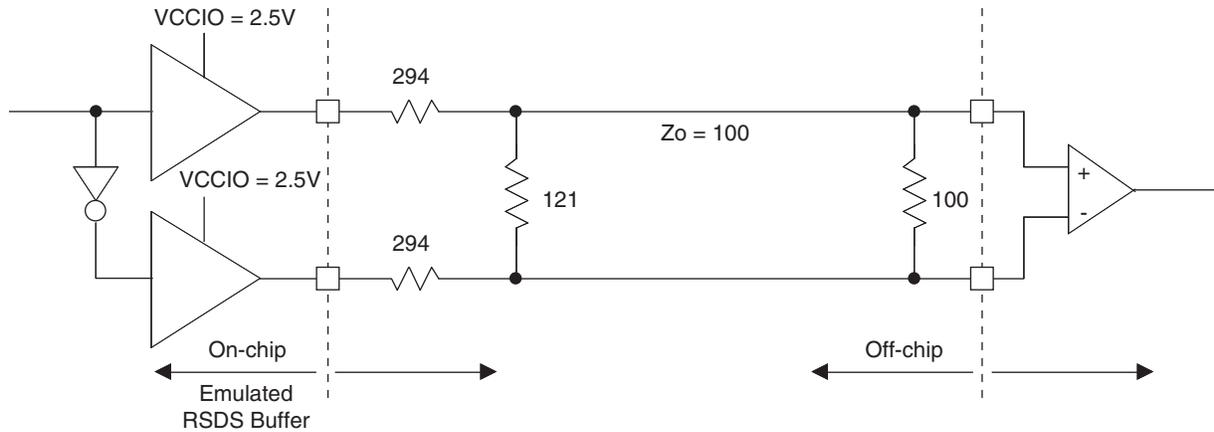 VCCIO = 2.5V
294
Zo = 100
VCCIO = 2.5V
121
100
+
-
294
On-chip
Off-chip
Emulated
RSDS Buffer